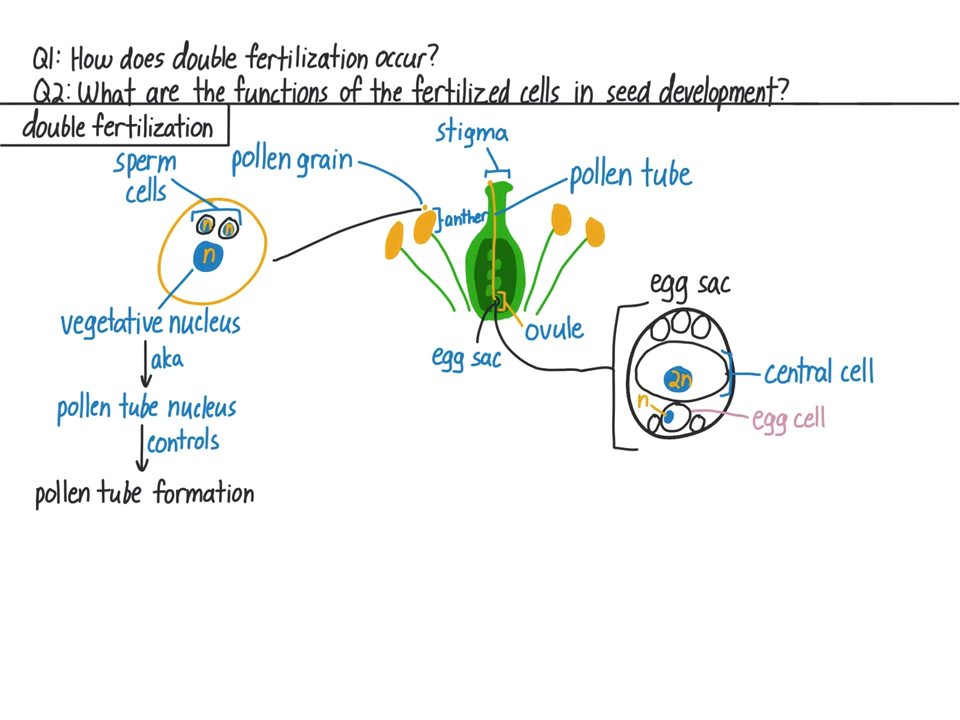 Q1: How does double fertilization occur?
Q2: What are the functions of the fertilized cells in seed development?
double fertilization
stigma
sperm cells
pollen grain
pollen tube
anther
n
n
n
egg sac
vegetative nucleus
ovule
aka
egg sac
central cell
2n
n
pollen tube nucleus
egg cell
controls
pollen tube formation